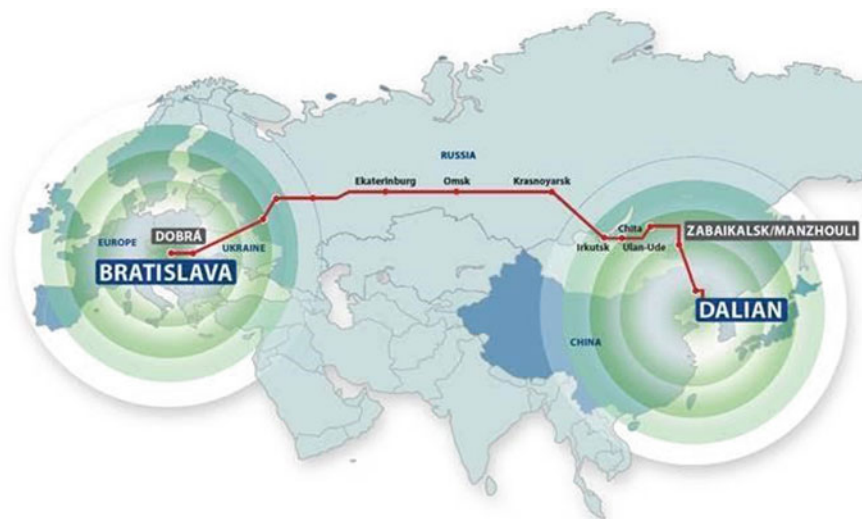 RUSSIA
Ekaterinburg
Omsk
Krasnoyarsk
Chita
ZABAIKALSK/MANZHOULI
DOBRÁ
EUROPE
UKRAINE
Irkutsk
Ulan-Ude
BRATISLAVA
DALIAN
CHINA